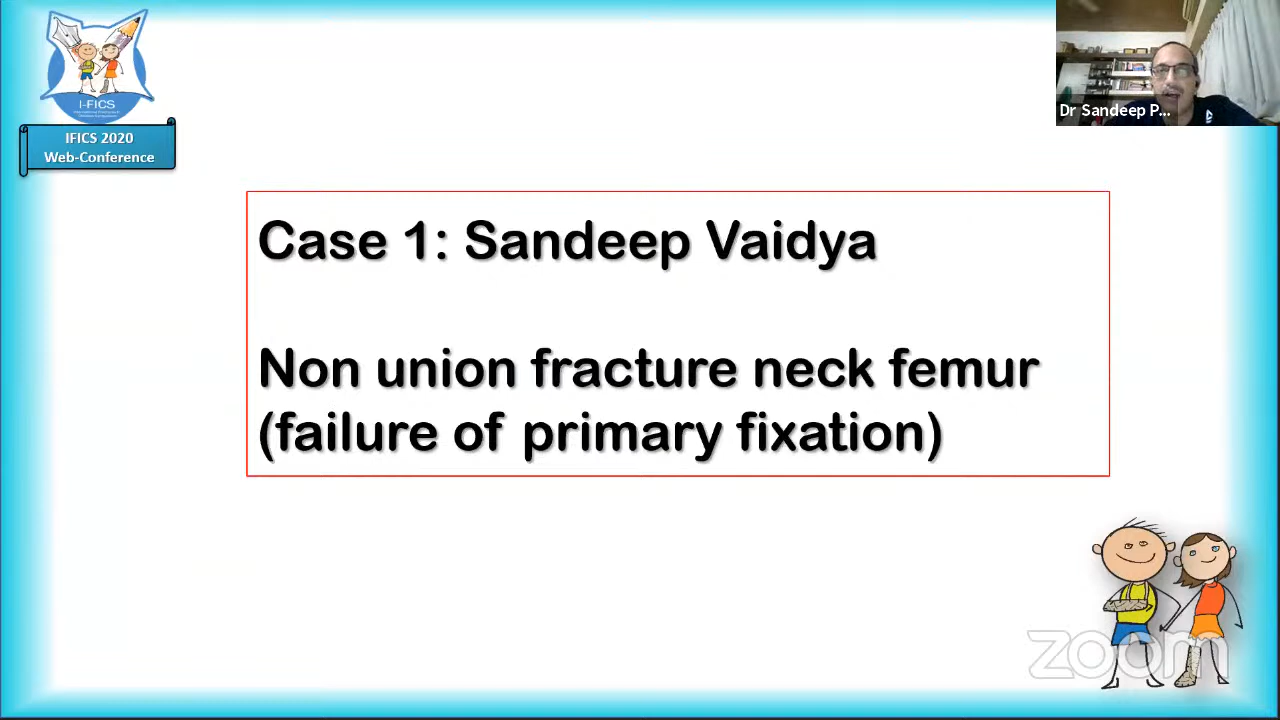 I-FICS
IFICS 2020
Web-Conference
Dr Sandeep P...
Case 1: Sandeep Vaidya
Non union fracture neck femur
(failure of primary fixation)
zoom